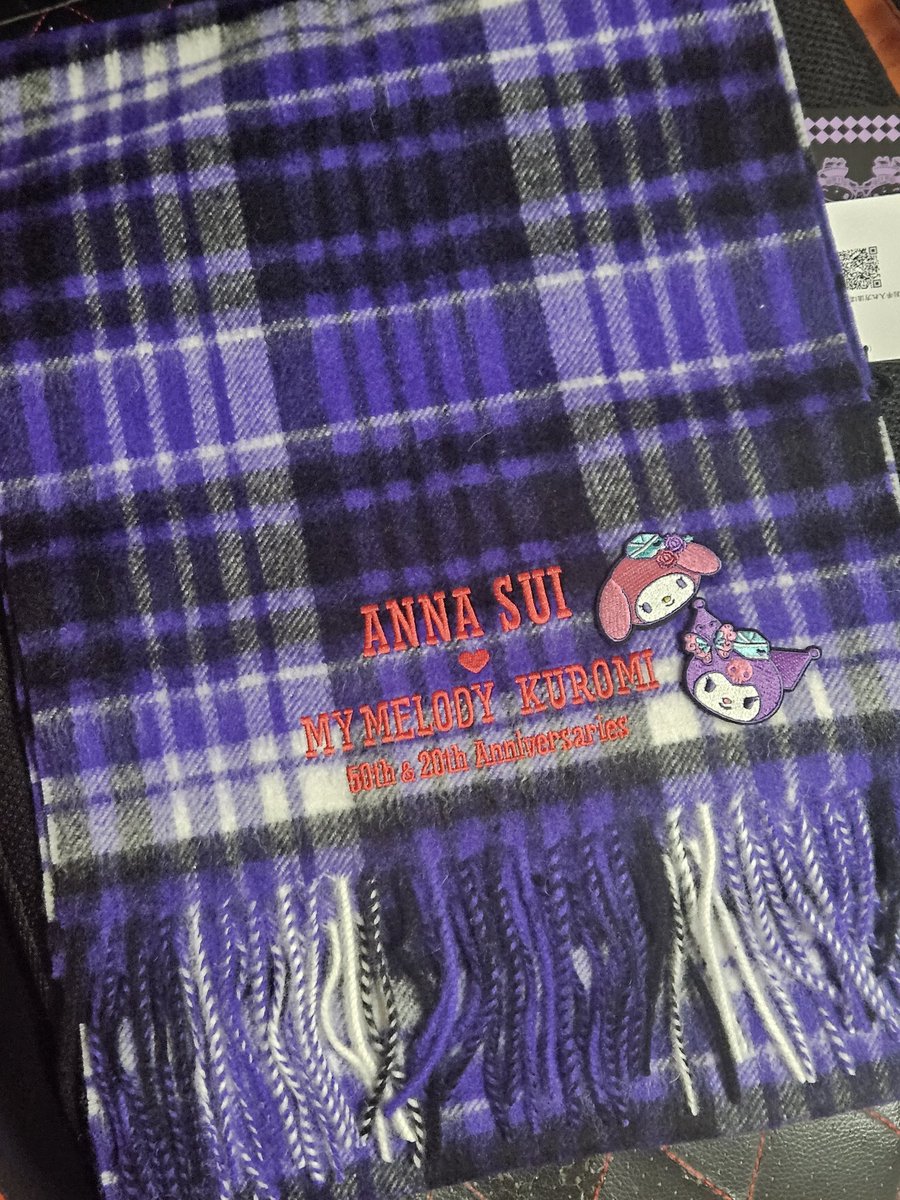 ANNA SUI
MY MELODY KUROMI
50th & 20th Anniversaries